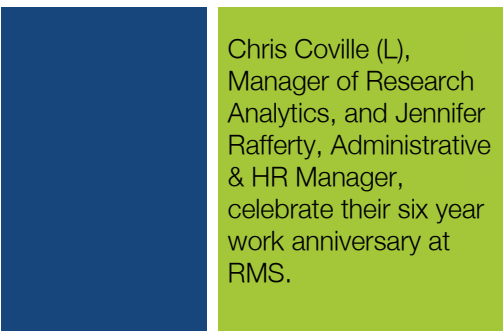 Chris Coville (L),
Manager of Research
Analytics, and Jennifer
Rafferty, Administrative
& HR Manager,
celebrate their six year
work anniversary at
RMS.